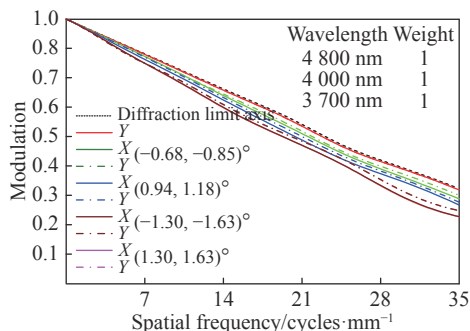 1.0
0.9
0.8
0.7
0.6
0.5
0.4
0.3
0.2
0.1
Modulation
Wavelength Weight
4 800 nm 1
4 000 nm 1
3 700 nm 1
Diffraction limit axis
Y
X (−0.68, −0.85)°
Y
X (0.94, 1.18)°
Y
X (−1.30, −1.63)°
Y
X (1.30, 1.63)°
Y
7 14 21 28 35
Spatial frequency/cycles·mm⁻¹